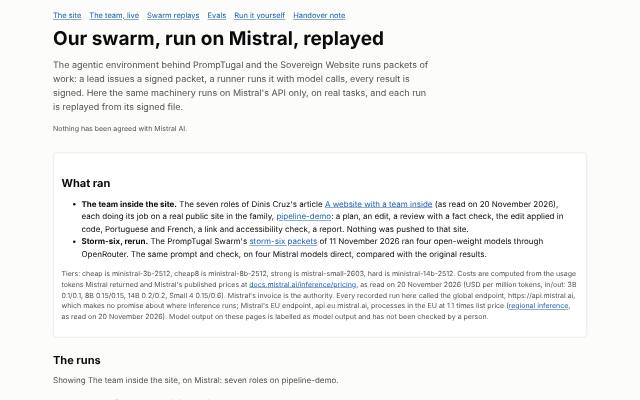 The site The team, live Swarm replays Evals Run it yourself Handover note
Our swarm, run on Mistral, replayed
The agentic environment behind PrompTugal and the Sovereign Website runs packets of
work: a lead issues a signed packet, a runner runs it with model calls, every result is
signed. Here the same machinery runs on Mistral's API only, on real tasks, and each run
is replayed from its signed file.
Nothing has been agreed with Mistral AI.
What ran
• The team inside the site. The seven roles of Dinis Cruz's article A website with a team inside (as read on 20 November 2026),
each doing its job on a real public site in the family, pipeline-demo: a plan, an edit, a review with a fact check, the edit applied in
code, Portuguese and French, a link and accessibility check, a report. Nothing was pushed to that site.
• Storm-six, rerun. The PrompTugal Swarm's storm-six packets of 11 November 2026 ran four open-weight models through
OpenRouter. The same prompt and check, on four Mistral models direct, compared with the original results.
Tiers: cheap is ministral-3b-2512, cheap8 is ministral-8b-2512, strong is mistral-small-2603, hard is ministral-14b-2512. Costs are computed from the usage
tokens Mistral returned and Mistral's published prices at docs.mistral.ai/inference/pricing, as read on 20 November 2026 (USD per million tokens, in/out: 3B
0.1/0.1, 8B 0.15/0.15, 14B 0.2/0.2, Small 4 0.15/0.6). Mistral's invoice is the authority. Every recorded run here called the global endpoint, https://api.mistral.ai,
which makes no promise about where inference runs; Mistral's EU endpoint, api.eu.mistral.ai, processes in the EU at 1.1 times list price (regional inference,
as read on 20 November 2026). Model output on these pages is labelled as model output and has not been checked by a person.
The runs
Showing The team inside the site, on Mistral: seven roles on pipeline-demo.